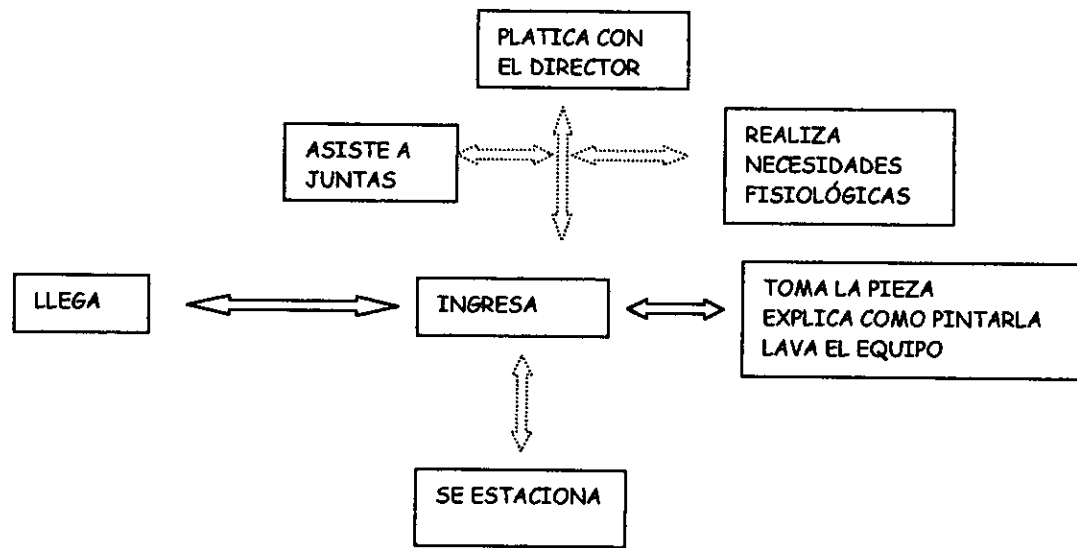 PLATICA CON
EL DIRECTOR
ASISTE A
JUNTAS
REALIZA
NECESIDADES
FISIOLÓGICAS
LLEGA
INGRESA
TOMA LA PIEZA
EXPLICA COMO PINTARLA
LAVA EL EQUIPO
SE ESTACIONA